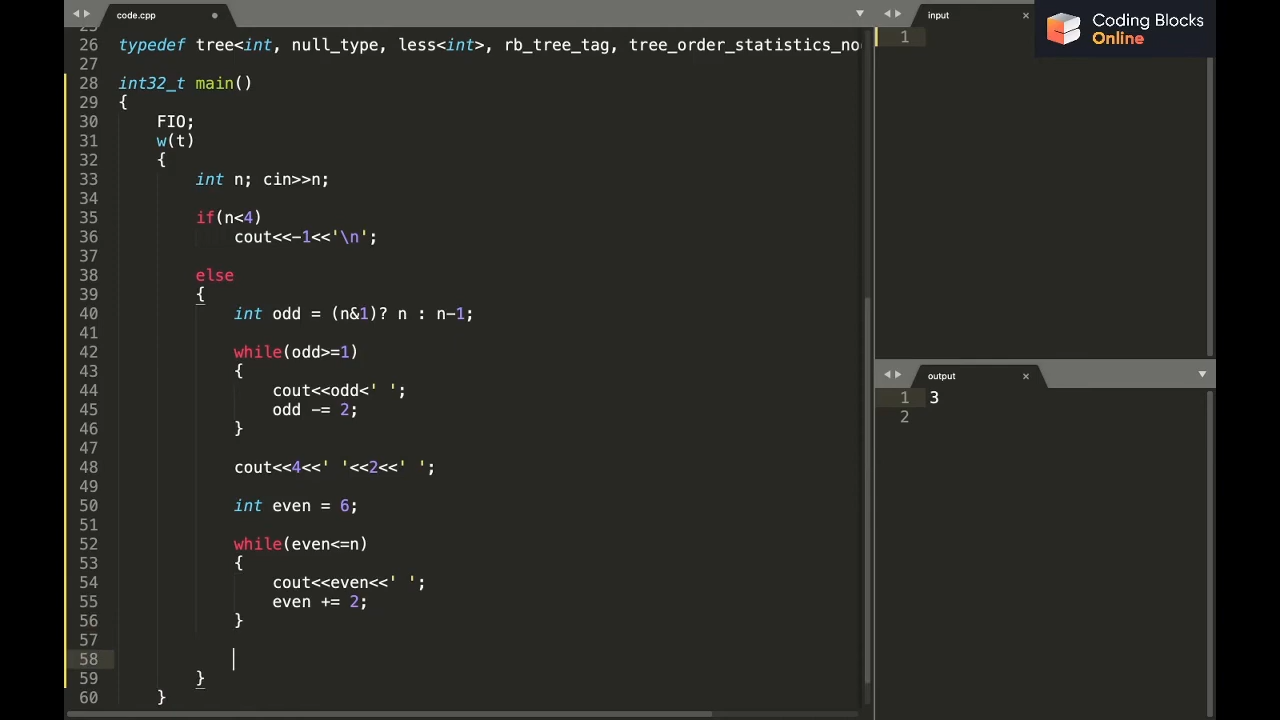 code.cpp
input
Coding Blocks
Online
1
25
26 typedef tree<int, null_type, less<int>, rb_tree_tag, tree_order_statistics_no
27
28 int32_t main()
29 {
30 FIO;
31 w(t)
32 {
33 int n; cin>>n;
34
35 if(n<4)
36 cout<<-1<<'\n';
37
38 else
39 {
40 int odd = (n&1)? n : n-1;
41
42 while(odd>=1)
43 {
44 cout<<odd<' ';
45 odd -= 2;
46 }
47
48 cout<<4<<' '<<2<<' ';
49
50 int even = 6;
51
52 while(even<=n)
53 {
54 cout<<even<<' ';
55 even += 2;
56 }
57
58
59 }
60 }
output
1 3
2